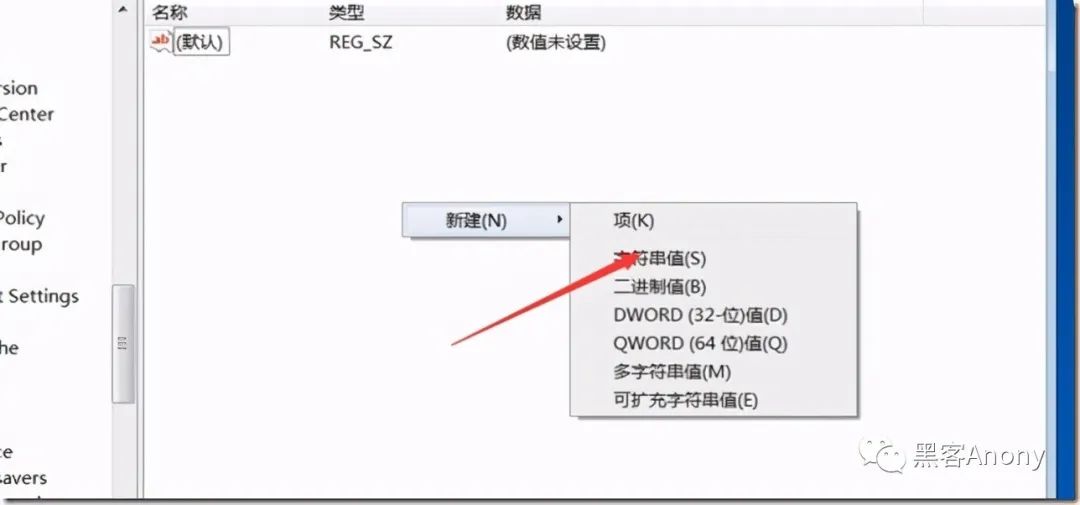 名称 类型 数据
ab (默认) REG_SZ (数值未设置)
rsion
Center
s
r
Policy
roup
t Settings
he
ce
savers
新建(N)
项(K)
字符串值(S)
二进制值(B)
DWORD (32-位)值(D)
QWORD (64 位)值(Q)
多字符串值(M)
可扩充字符串值(E)
黑客Anony